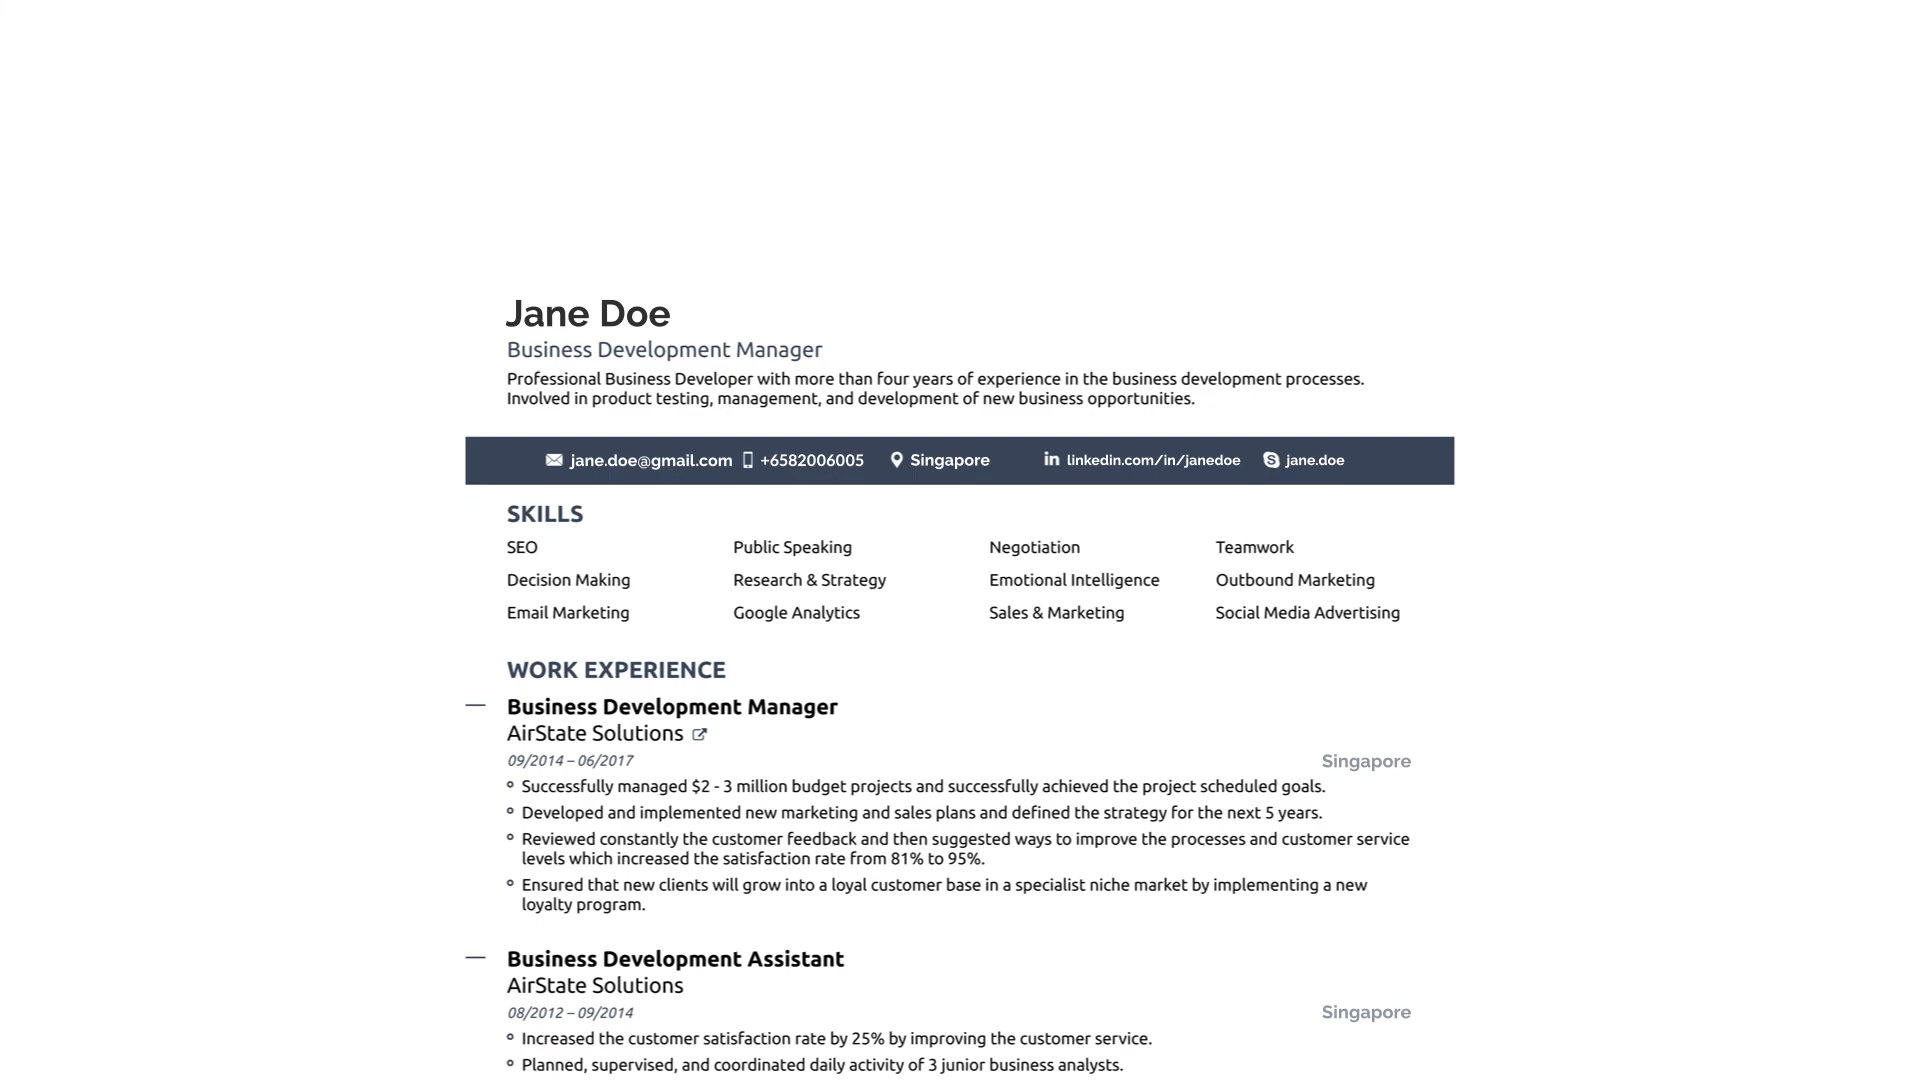 Jane Doe
Business Development Manager
Professional Business Developer with more than four years of experience in the business development processes.
Involved in product testing, management, and development of new business opportunities.
jane.doe@gmail.com +6582006005 Singapore linkedin.com/in/janedoe jane.doe
SKILLS
SEO Public Speaking Negotiation Teamwork
Decision Making Research & Strategy Emotional Intelligence Outbound Marketing
Email Marketing Google Analytics Sales & Marketing Social Media Advertising
WORK EXPERIENCE
Business Development Manager
AirState Solutions
09/2014 – 06/2017 Singapore
Successfully managed $2 - 3 million budget projects and successfully achieved the project scheduled goals.
Developed and implemented new marketing and sales plans and defined the strategy for the next 5 years.
Reviewed constantly the customer feedback and then suggested ways to improve the processes and customer service
levels which increased the satisfaction rate from 81% to 95%.
Ensured that new clients will grow into a loyal customer base in a specialist niche market by implementing a new
loyalty program.
Business Development Assistant
AirState Solutions
08/2012 – 09/2014 Singapore
Increased the customer satisfaction rate by 25% by improving the customer service.
Planned, supervised, and coordinated daily activity of 3 junior business analysts.